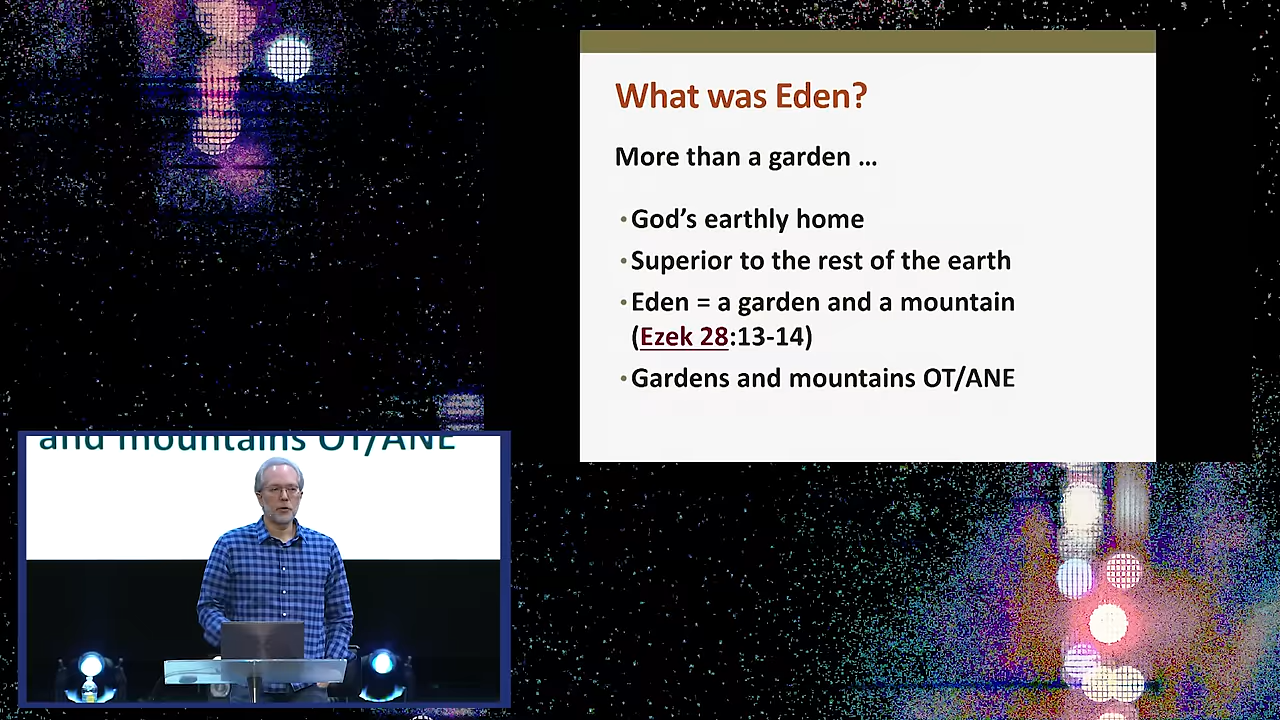 What was Eden?
More than a garden ...
• God’s earthly home
• Superior to the rest of the earth
• Eden = a garden and a mountain
(Ezek 28:13-14)
• Gardens and mountains OT/ANE
and mountains OT/ANE